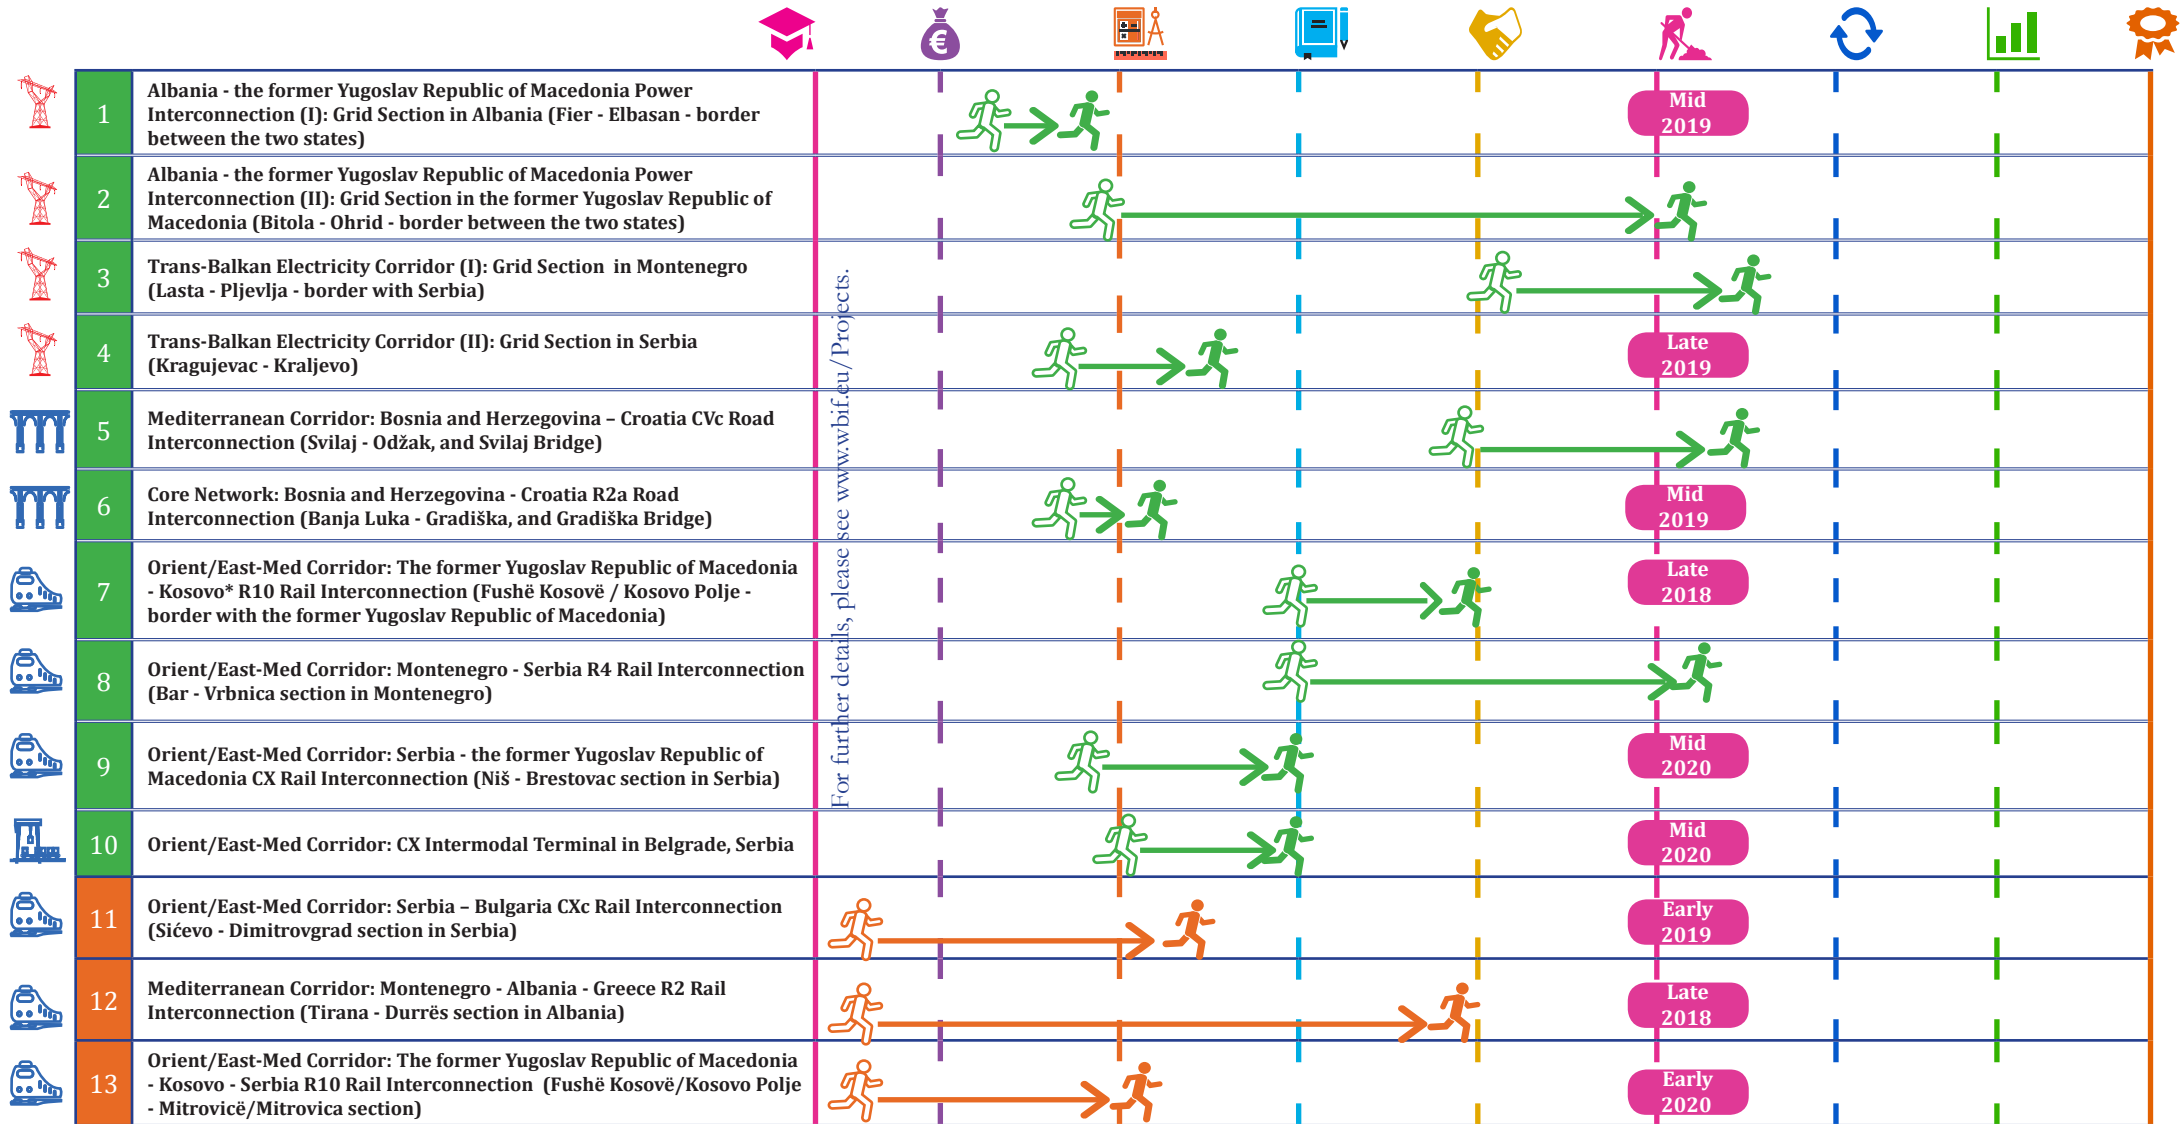 €
1
Albania - the former Yugoslav Republic of Macedonia Power
Interconnection (I): Grid Section in Albania (Fier - Elbasan - border
between the two states)
Mid
2019
2
Albania - the former Yugoslav Republic of Macedonia Power
Interconnection (II): Grid Section in the former Yugoslav Republic of
Macedonia (Bitola - Ohrid - border between the two states)
3
Trans-Balkan Electricity Corridor (I): Grid Section in Montenegro
(Lasta - Pljevlja - border with Serbia)
4
Trans-Balkan Electricity Corridor (II): Grid Section in Serbia
(Kragujevac - Kraljevo)
Late
2019
5
Mediterranean Corridor: Bosnia and Herzegovina – Croatia CVc Road
Interconnection (Svilaj - Odžak, and Svilaj Bridge)
6
Core Network: Bosnia and Herzegovina - Croatia R2a Road
Interconnection (Banja Luka - Gradiška, and Gradiška Bridge)
Mid
2019
7
Orient/East-Med Corridor: The former Yugoslav Republic of Macedonia
- Kosovo* R10 Rail Interconnection (Fushë Kosovë / Kosovo Polje -
border with the former Yugoslav Republic of Macedonia)
Late
2018
8
Orient/East-Med Corridor: Montenegro - Serbia R4 Rail Interconnection
(Bar - Vrbnica section in Montenegro)
9
Orient/East-Med Corridor: Serbia - the former Yugoslav Republic of
Macedonia CX Rail Interconnection (Niš - Brestovac section in Serbia)
Mid
2020
10
Orient/East-Med Corridor: CX Intermodal Terminal in Belgrade, Serbia
Mid
2020
11
Orient/East-Med Corridor: Serbia – Bulgaria CXc Rail Interconnection
(Sićevo - Dimitrovgrad section in Serbia)
Early
2019
12
Mediterranean Corridor: Montenegro - Albania - Greece R2 Rail
Interconnection (Tirana - Durrës section in Albania)
Late
2018
13
Orient/East-Med Corridor: The former Yugoslav Republic of Macedonia
- Kosovo - Serbia R10 Rail Interconnection (Fushë Kosovë/Kosovo Polje
- Mitrovicë/Mitrovica section)
Early
2020
For further details, please see www.wbif.eu/Projects.